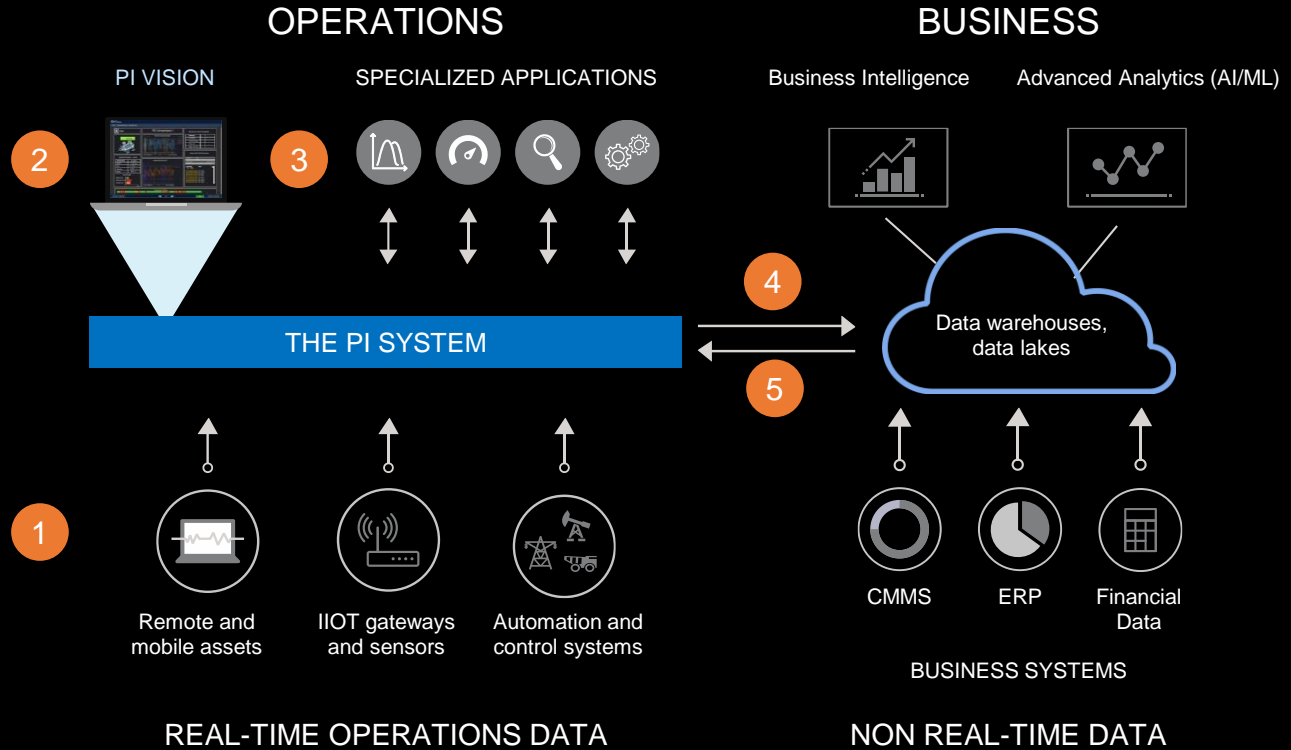 OPERATIONS
BUSINESS
PI VISION
SPECIALIZED APPLICATIONS
Business Intelligence
Advanced Analytics (AI/ML)
2
3
4
THE PI SYSTEM
Data warehouses,
data lakes
5
1
Remote and
mobile assets
IIOT gateways
and sensors
Automation and
control systems
CMMS
ERP
Financial
Data
BUSINESS SYSTEMS
REAL-TIME OPERATIONS DATA
NON REAL-TIME DATA